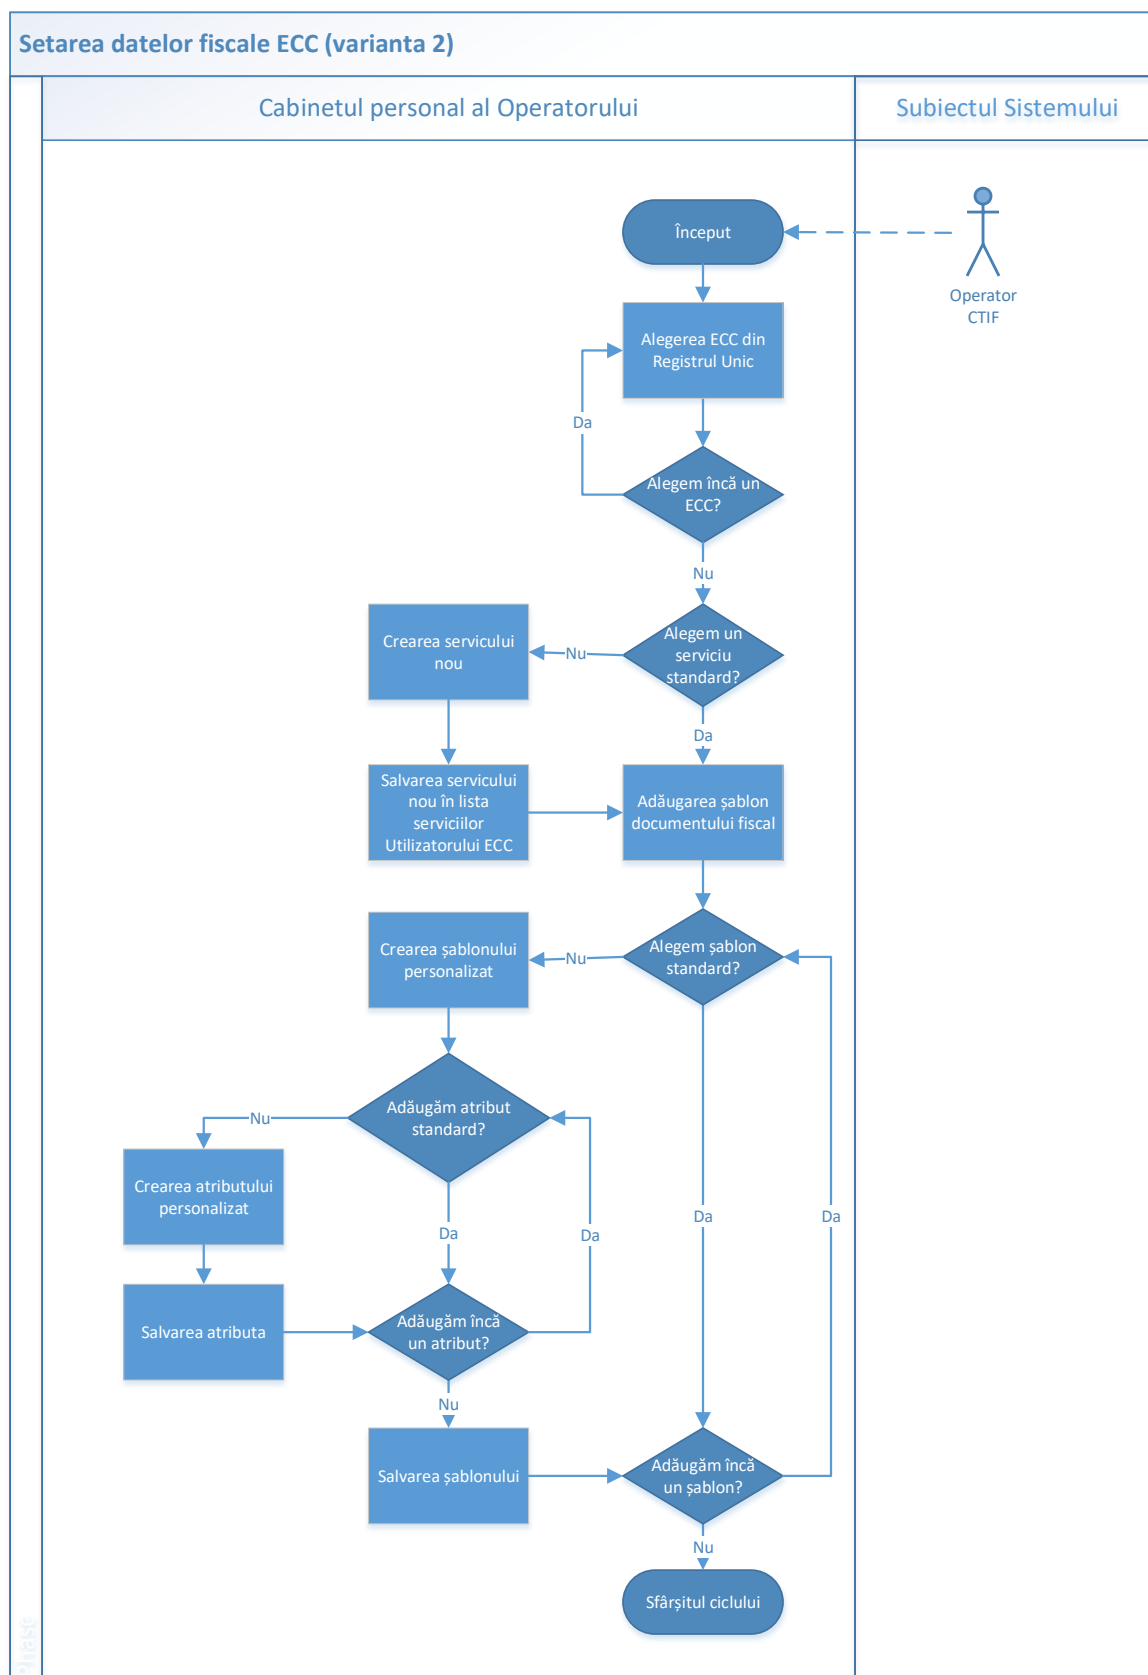 Setarea datelor fiscale ECC (varianta 2)
Cabinetul personal al Operatorului
Subiectul Sistemului
Început
Operator
CTIF
Alegerea ECC din
Registrul Unic
Da
Alegem încă un
ECC?
Nu
Alegem un
serviciu
standard?
Nu
Crearea servicului
nou
Da
Salvarea servicului
nou în lista
serviciilor
Utilizatorului ECC
Adăugarea șablon
documentului fiscal
Alegem șablon
standard?
Nu
Crearea șablonului
personalizat
Adăugăm atribut
standard?
Nu
Crearea atributului
personalizat
Da
Da
Da
Da
Salvarea atributa
Adăugăm încă
un atribut?
Nu
Salvarea șablonului
Adăugăm încă
un șablon?
Nu
Sfârșitul ciclului
Phase